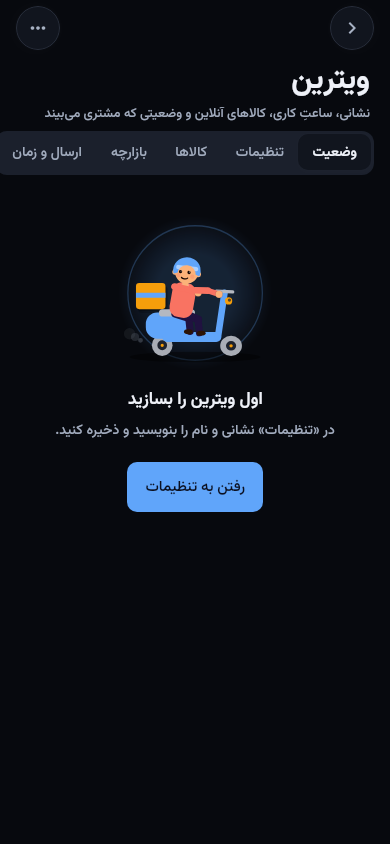 ویترین
نشانی، ساعتِ کاری، کالاهای آنلاین و وضعیتی که مشتری می‌بیند
وضعیت تنظیمات کالاها بازارچه ارسال و زمان
اول ویترین را بسازید
در «تنظیمات» نشانی و نام را بنویسید و ذخیره کنید.
رفتن به تنظیمات